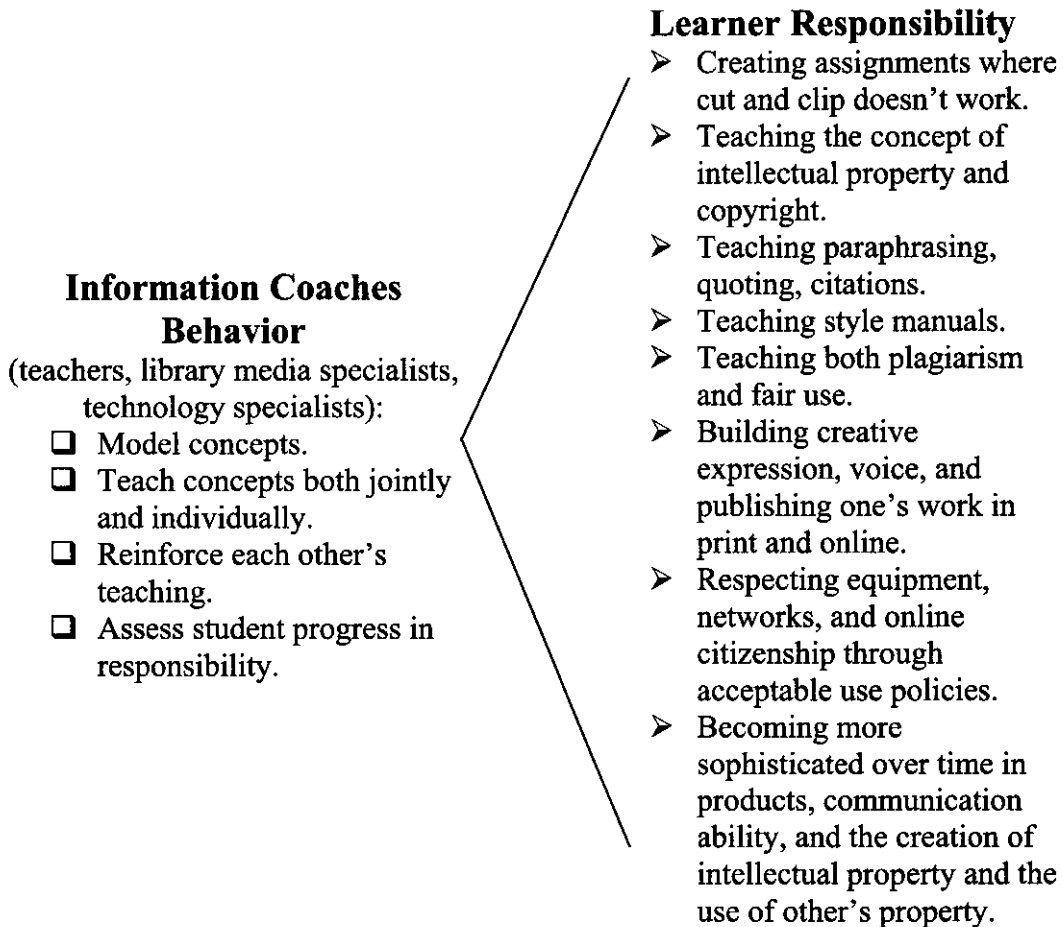 Information Coaches
Behavior
(teachers, library media specialists,
technology specialists):
❑ Model concepts.
❑ Teach concepts both jointly
and individually.
❑ Reinforce each other's
teaching.
❑ Assess student progress in
responsibility.
Learner Responsibility
➢ Creating assignments where
cut and clip doesn't work.
➢ Teaching the concept of
intellectual property and
copyright.
➢ Teaching paraphrasing,
quoting, citations.
➢ Teaching style manuals.
➢ Teaching both plagiarism
and fair use.
➢ Building creative
expression, voice, and
publishing one's work in
print and online.
➢ Respecting equipment,
networks, and online
citizenship through
acceptable use policies.
➢ Becoming more
sophisticated over time in
products, communication
ability, and the creation of
intellectual property and the
use of other's property.